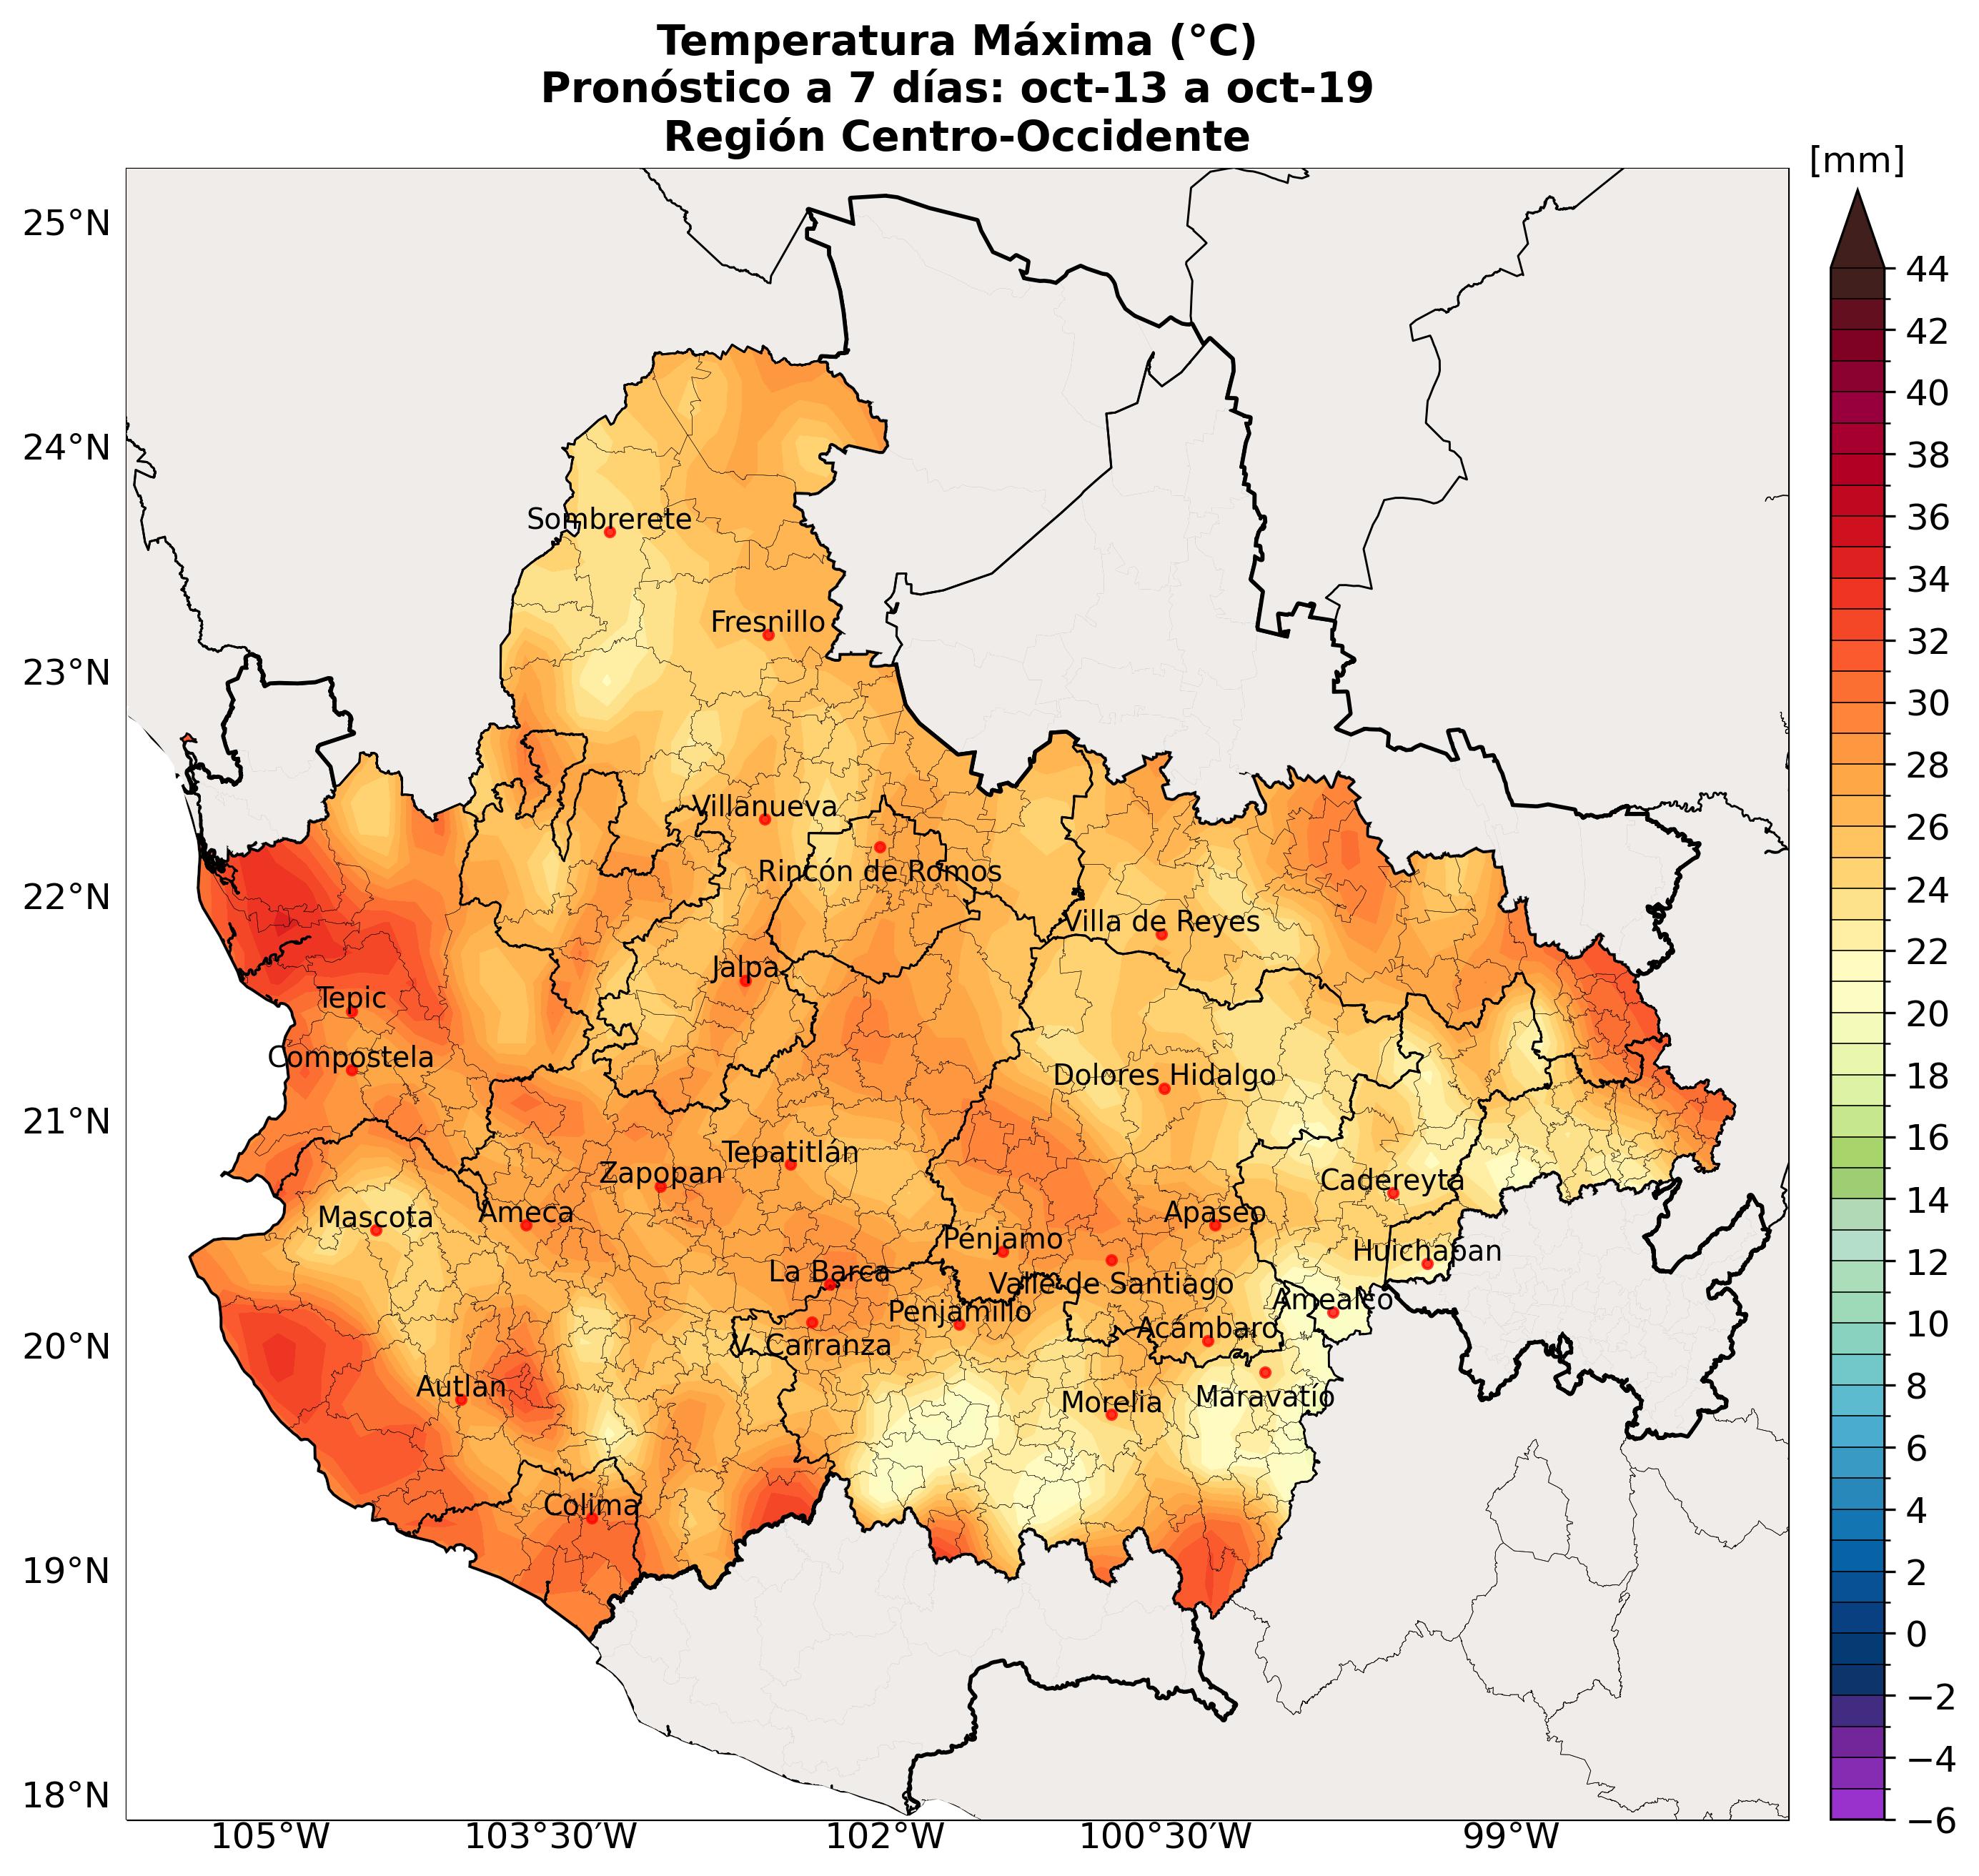 Temperatura Máxima (°C)
Pronóstico a 7 días: oct-13 a oct-19
Región Centro-Occidente
[mm]
25°N
24°N
23°N
22°N
21°N
20°N
19°N
18°N
Sombrerete
Fresnillo
Villanueva
Rincón de Romos
Villa de Reyes
Jalpa
Tepic
Compostela
Dolores Hidalgo
Tepatitlán
Zapopan
Cadereyta
Mascota
Ameca
Apaseo
Pénjamo
Huichapan
La Barca
Valle de Santiago
Amealco
Penjamillo
Acámbaro
V. Carranza
Autlan
Morelia
Maravatío
Colima
44
42
40
38
36
34
32
30
28
26
24
22
20
18
16
14
12
10
8
6
4
2
0
−2
−4
−6
105°W
103°30′W
102°W
100°30′W
99°W